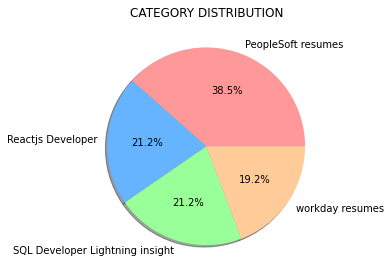 CATEGORY DISTRIBUTION
PeopleSoft resumes
38.5%
Reactjs Developer
21.2%
21.2%
19.2%
workday resumes
SQL Developer Lightning insight